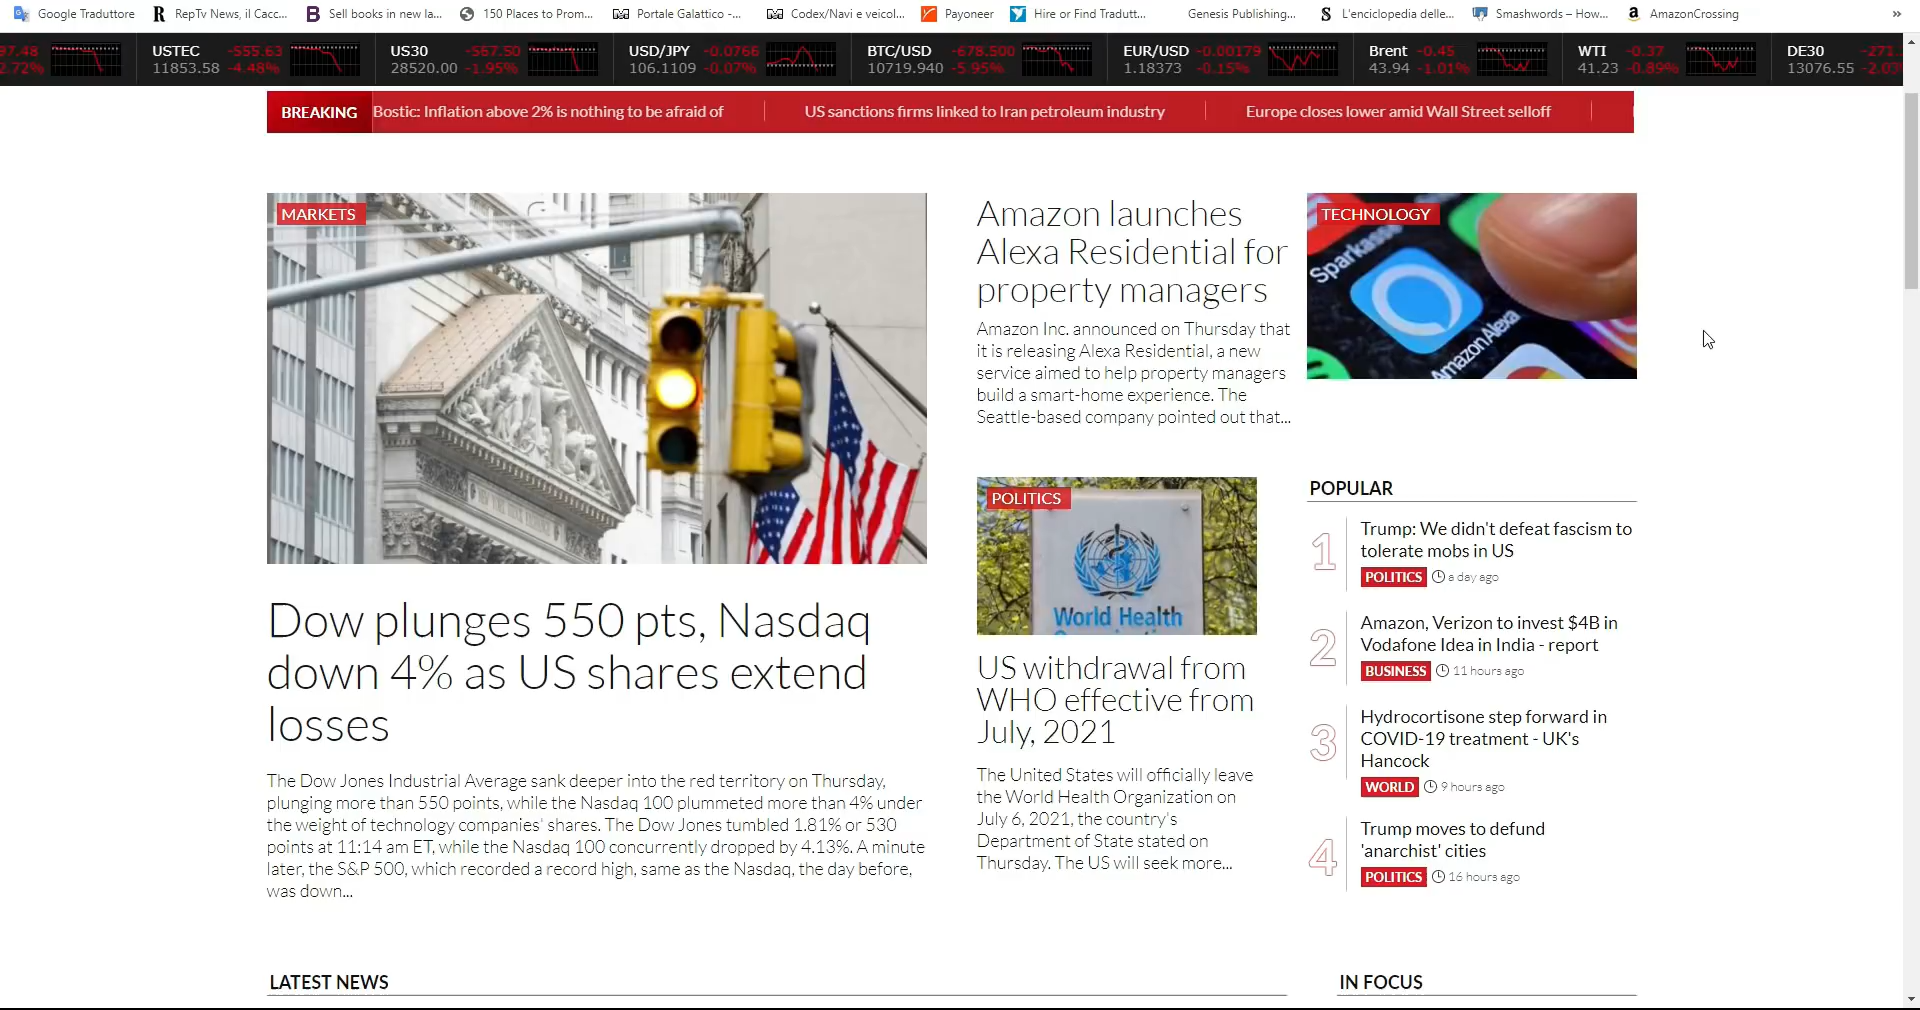 Google Traduttore RepTv News, il Cacc... Sell books in new la... 150 Places to Prom... Portale Galattico -... Codex/Navi e veicol... Payoneer Hire or Find Tradutt... Genesis Publishing... L'enciclopedia delle... Smashwords – How... AmazonCrossing »
97.48 USTEC -555.63 US30 -567.50 USD/JPY -0.0766 BTC/USD -678.500 EUR/USD -0.00179 Brent -0.45 WTI -0.37 DE30 -271.
2.72% 11853.58 -4.48% 28520.00 -1.95% 106.1109 -0.07% 10719.940 -5.95% 1.18373 -0.15% 43.94 -1.01% 41.23 -0.89% 13076.55 -2.03%
BREAKING Bostic: Inflation above 2% is nothing to be afraid of US sanctions firms linked to Iran petroleum industry Europe closes lower amid Wall Street selloff
MARKETS
Dow plunges 550 pts, Nasdaq
down 4% as US shares extend
losses
The Dow Jones Industrial Average sank deeper into the red territory on Thursday,
plunging more than 550 points, while the Nasdaq 100 plummeted more than 4% under
the weight of technology companies' shares. The Dow Jones tumbled 1.81% or 530
points at 11:14 am ET, while the Nasdaq 100 concurrently dropped by 4.13%. A minute
later, the S&P 500, which recorded a record high, same as the Nasdaq, the day before,
was down...
Amazon launches
Alexa Residential for
property managers
Amazon Inc. announced on Thursday that
it is releasing Alexa Residential, a new
service aimed to help property managers
build a smart-home experience. The
Seattle-based company pointed out that...
TECHNOLOGY
Sparkasse
Amazon Alexa
POLITICS
World Health
US withdrawal from
WHO effective from
July, 2021
The United States will officially leave
the World Health Organization on
July 6, 2021, the country's
Department of State stated on
Thursday. The US will seek more...
POPULAR
1 Trump: We didn't defeat fascism to
tolerate mobs in US
POLITICS a day ago
2 Amazon, Verizon to invest $4B in
Vodafone Idea in India - report
BUSINESS 11 hours ago
3 Hydrocortisone step forward in
COVID-19 treatment - UK's
Hancock
WORLD 9 hours ago
4 Trump moves to defund
'anarchist' cities
POLITICS 16 hours ago
LATEST NEWS
IN FOCUS